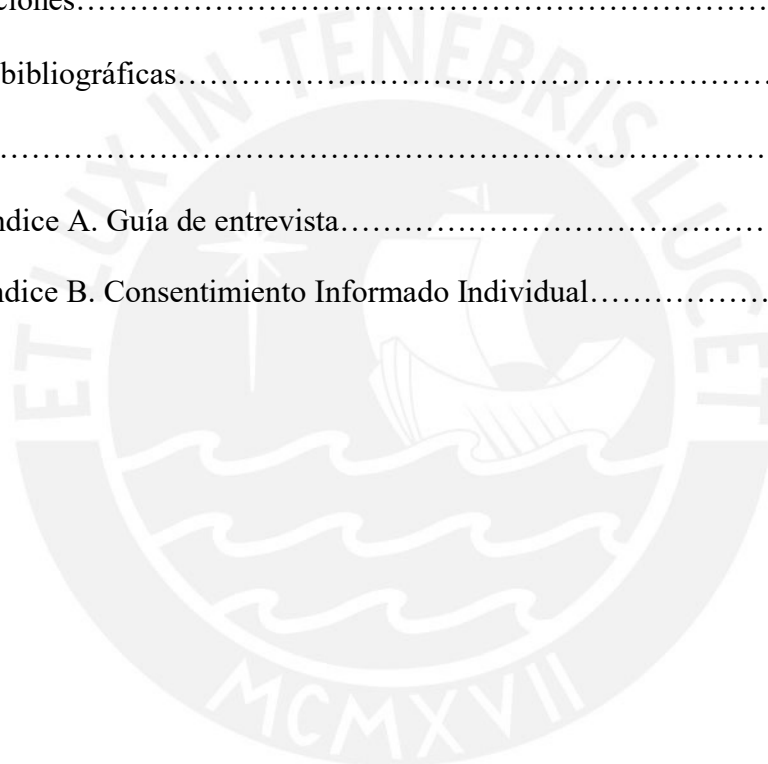 ciones……………………………………………………
bibliográficas……………………………………………
……………………………………………………………
ndice A. Guía de entrevista………………………………
ndice B. Consentimiento Informado Individual…………
ET LUX IN TENEBRIS LUCET
MCMXVII